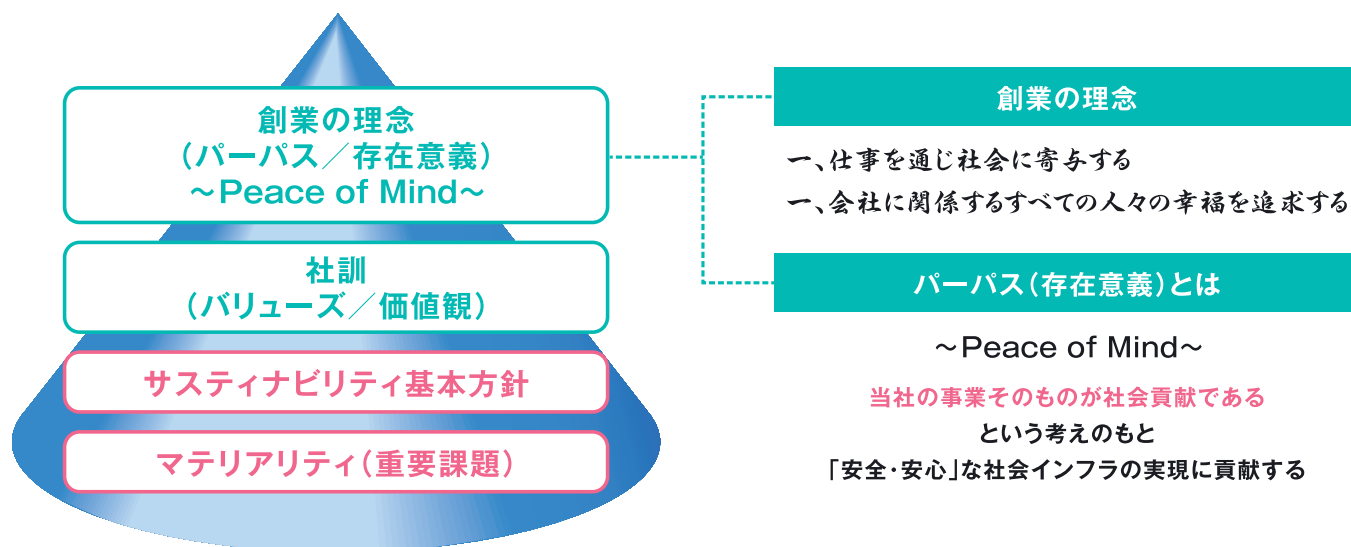 創業の理念
（パーパス／存在意義）
～Peace of Mind～
社訓
（バリューズ／価値観）
サスティナビリティ基本方針
マテリアリティ（重要課題）
創業の理念
一、仕事を通じ社会に寄与する
一、会社に関係するすべての人々の幸福を追求する
パーパス（存在意義）とは
～Peace of Mind～
当社の事業そのものが社会貢献である
という考えのもと
「安全・安心」な社会インフラの実現に貢献する